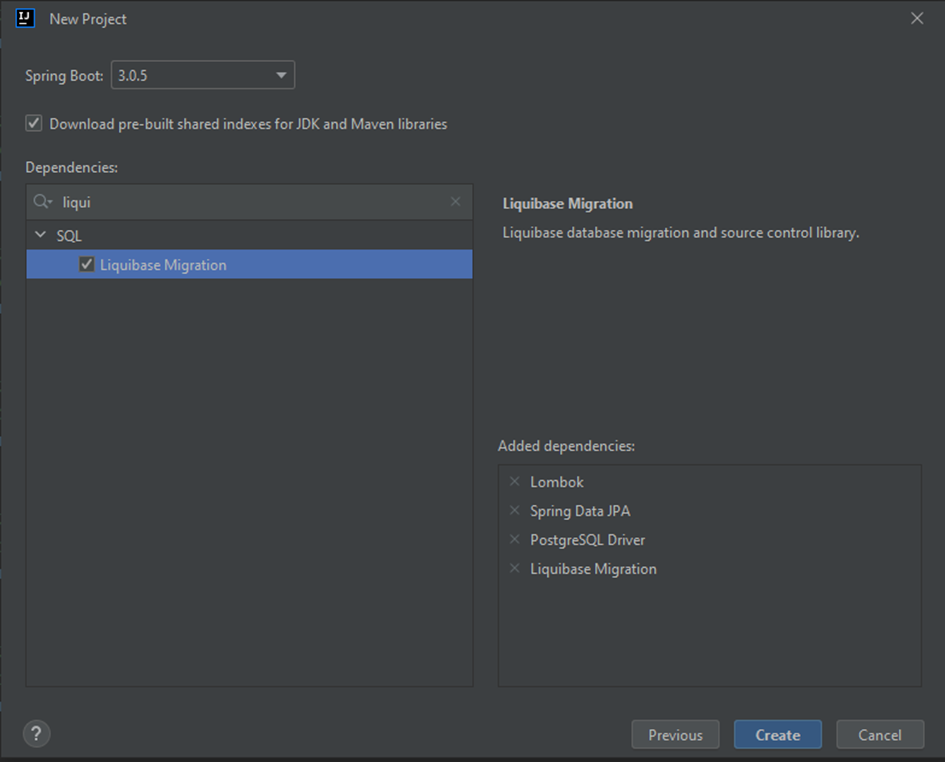 IJ New Project
Spring Boot: 3.0.5
Download pre-built shared indexes for JDK and Maven libraries
Dependencies:
liqui
SQL
Liquibase Migration
Liquibase Migration
Liquibase database migration and source control library.
Added dependencies:
Lombok
Spring Data JPA
PostgreSQL Driver
Liquibase Migration
? Previous Create Cancel